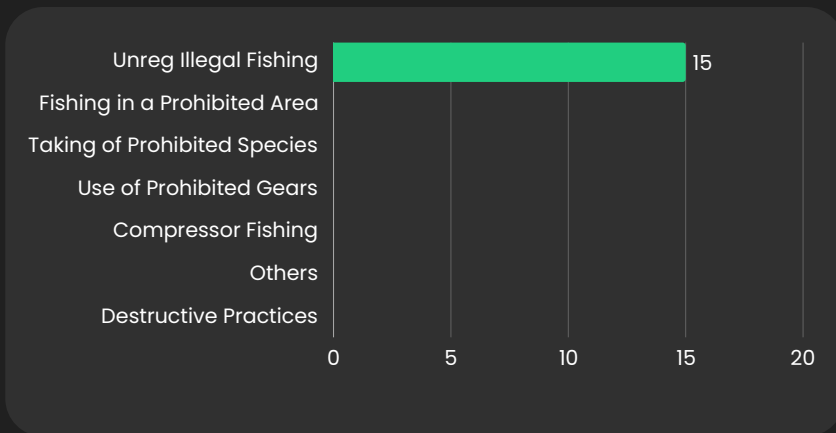 Unreg Illegal Fishing 15
Fishing in a Prohibited Area
Taking of Prohibited Species
Use of Prohibited Gears
Compressor Fishing
Others
Destructive Practices
0 5 10 15 20